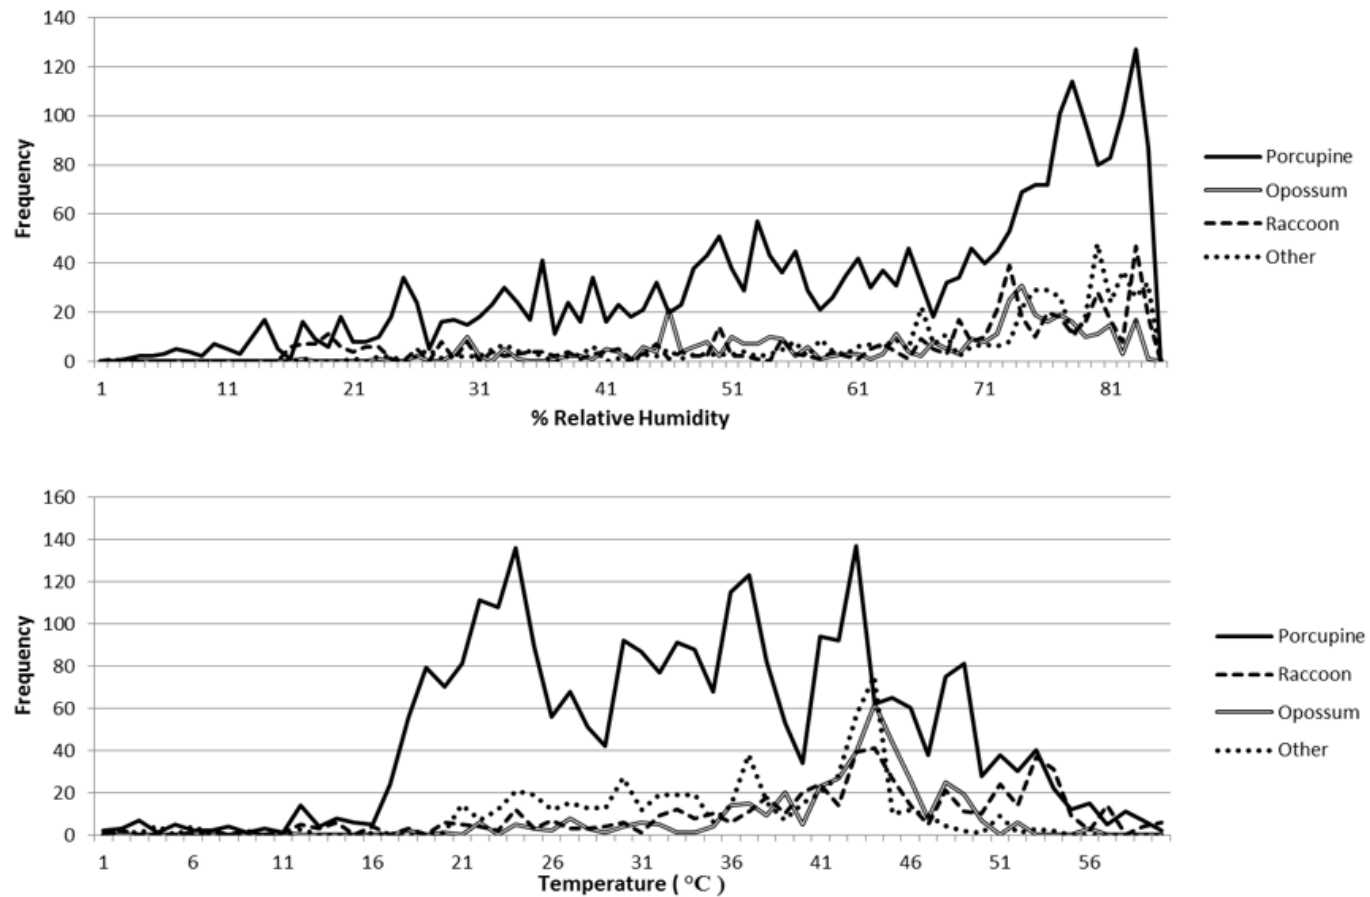 140
120
100
80
60
40
20
0
Frequency
1 11 21 31 41 51 61 71 81
% Relative Humidity
Porcupine
Opossum
Raccoon
Other
160
140
120
100
80
60
40
20
0
Frequency
1 6 11 16 21 26 31 36 41 46 51 56
Temperature ( °C )
Porcupine
Raccoon
Opossum
Other